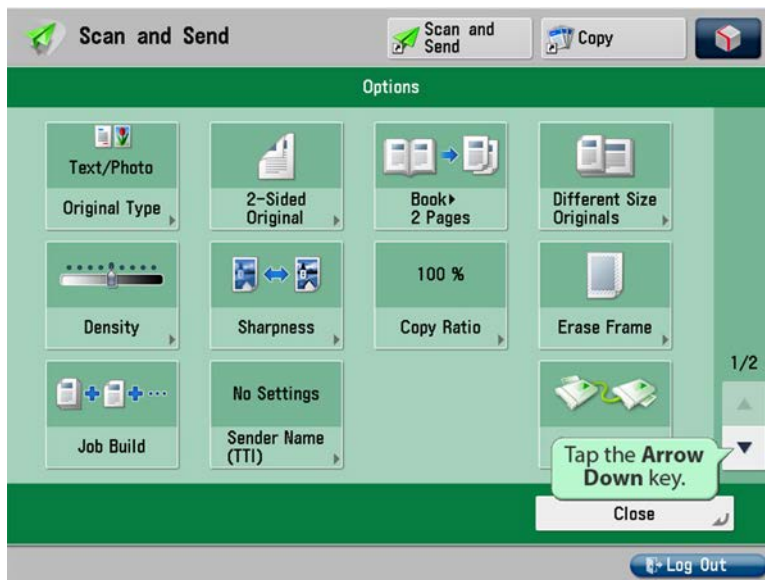 Scan and Send
Scan and
Send
Copy
Options
Text/Photo
Original Type
2-Sided
Original
Book▸
2 Pages
Different Size
Originals
Density
Sharpness
100 %
Copy Ratio
Erase Frame
Job Build
No Settings
Sender Name
(TTI)
1/2
Tap the Arrow
Down key.
Close
Log Out